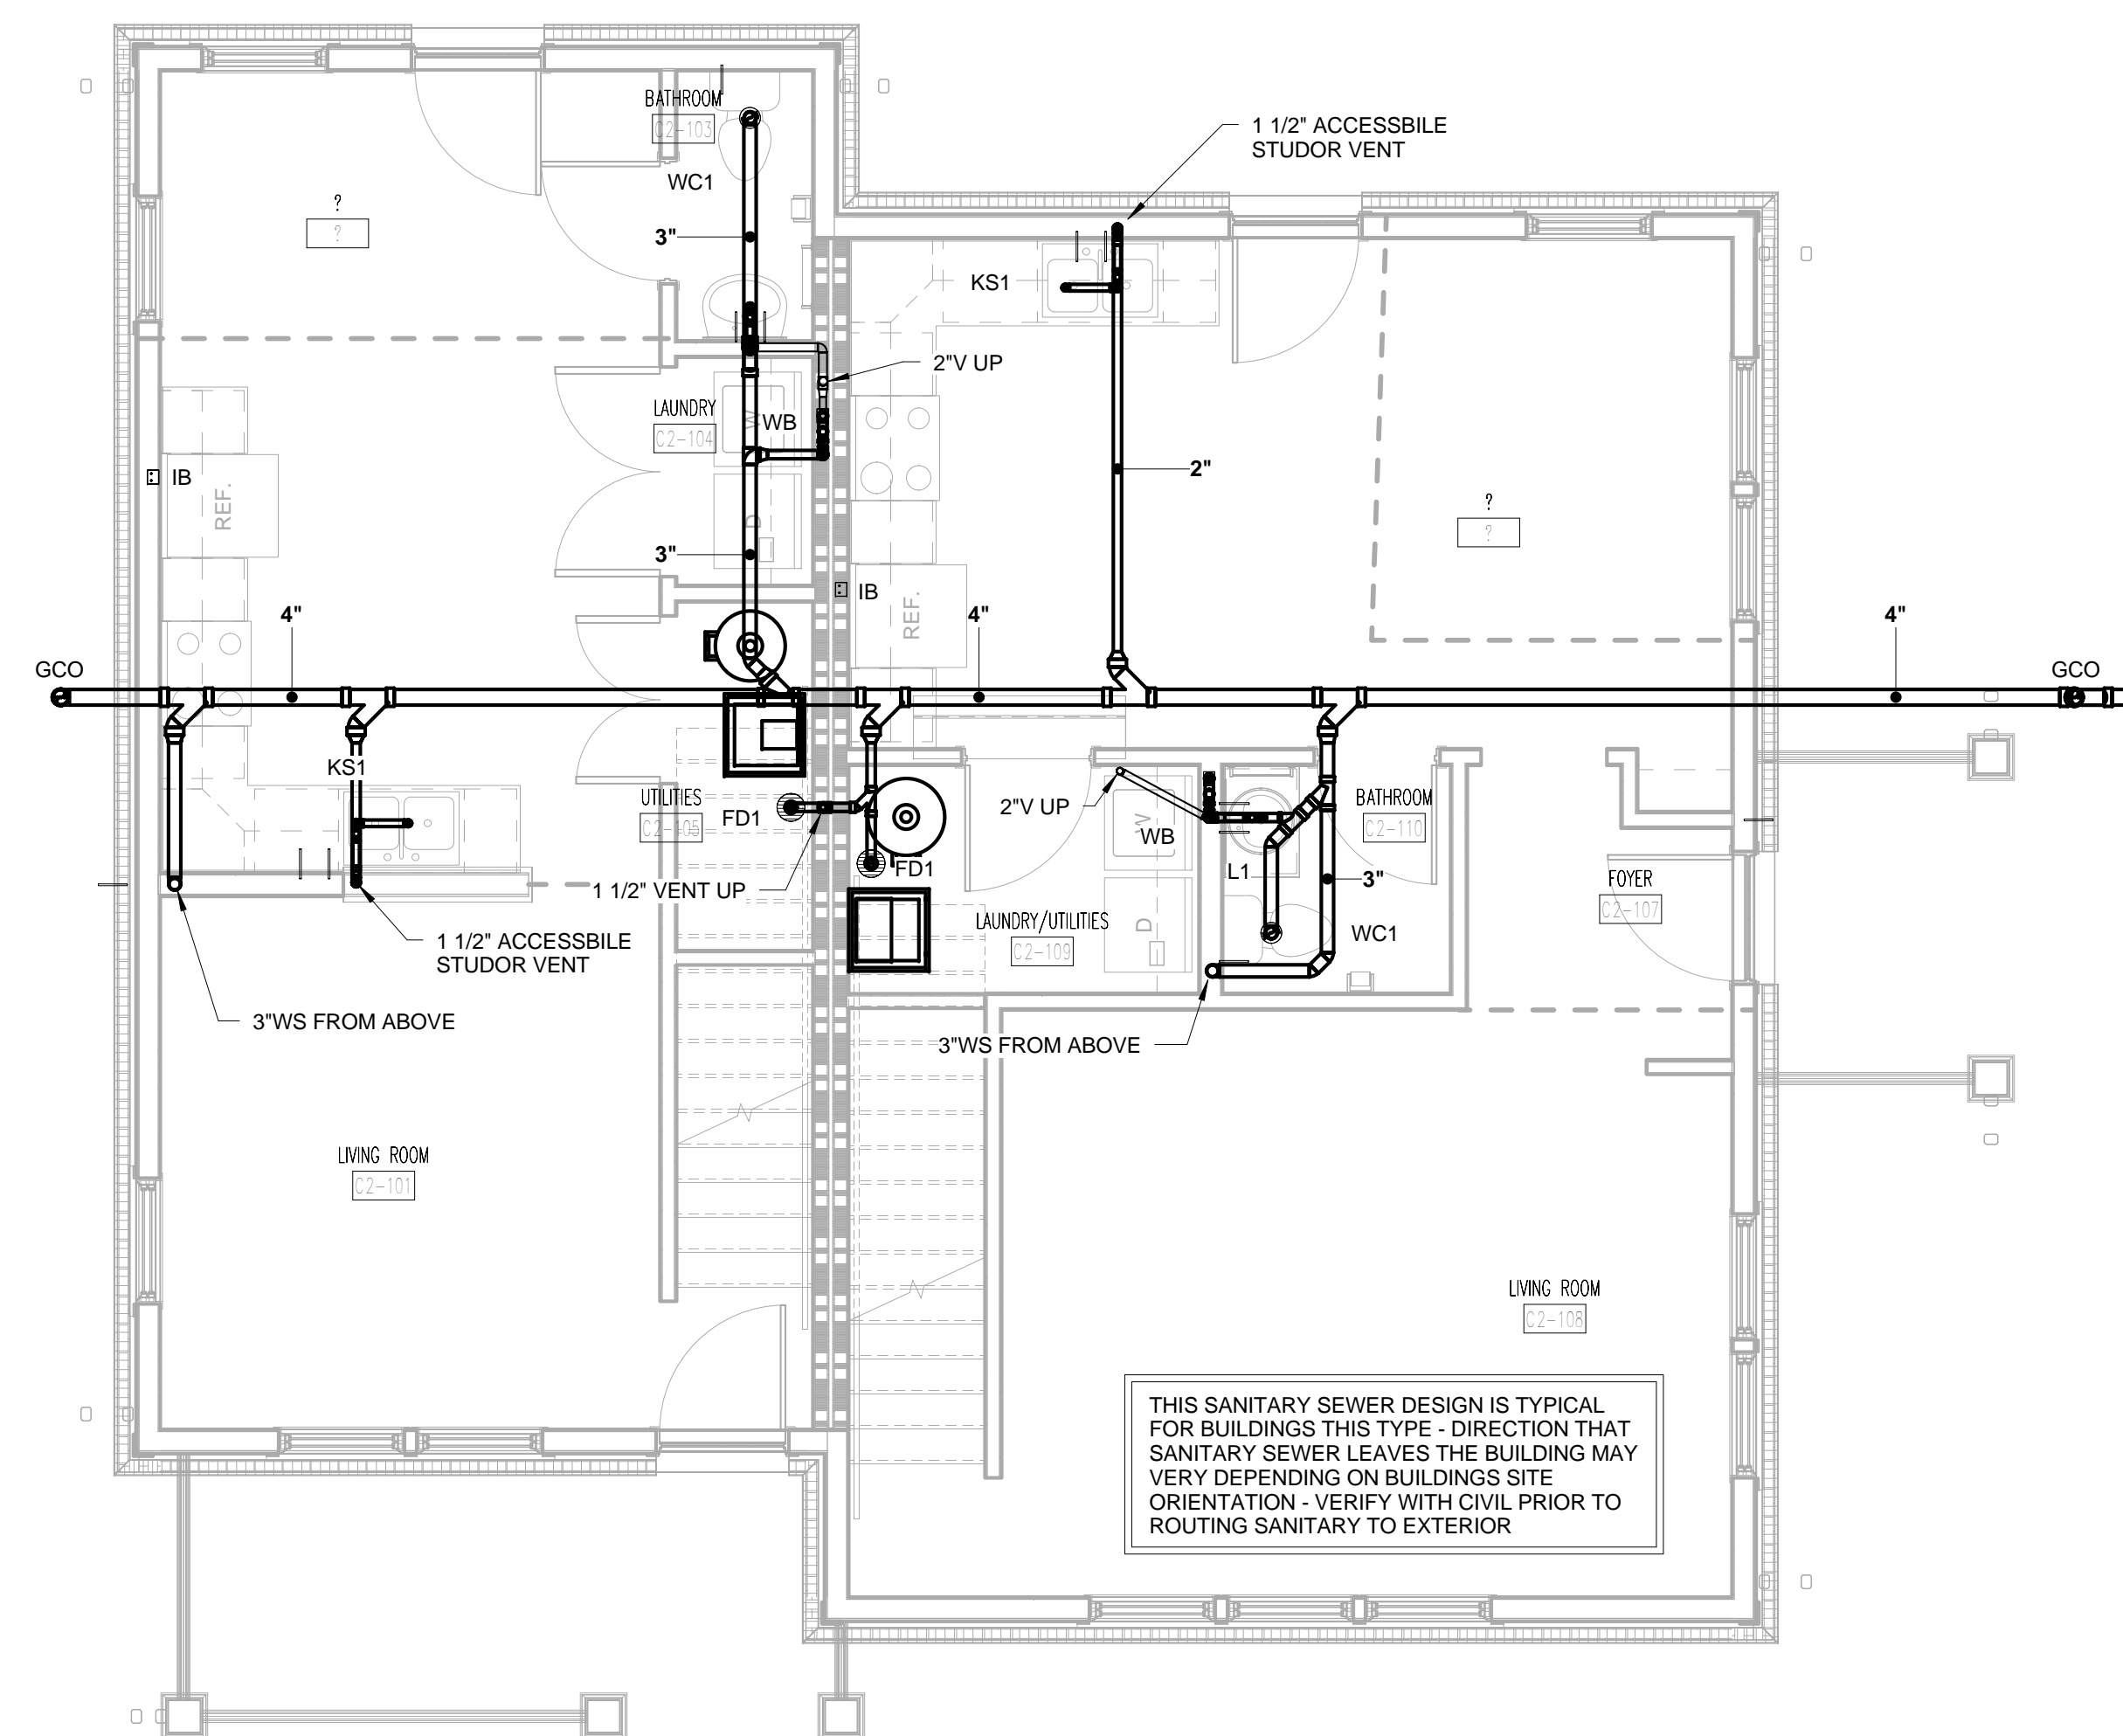 BATHROOM
C2-103
1 1/2" ACCESSBILE
STUDOR VENT
WC1
?
?
3"
KS1
2"V UP
LAUNDRY
C2-104
W
WB
IB
REF.
2"
?
?
D
3"
IB
REF.
4"
4"
4"
GCO
GCO
KS1
UTILITIES
C2-105
FD1
2"V UP
W
WB
BATHROOM
C2-110
FD1
L1
3"
FOYER
C2-107
1 1/2" VENT UP
LAUNDRY/UTILITIES
C2-109
D
WC1
1 1/2" ACCESSBILE
STUDOR VENT
3"WS FROM ABOVE
3"WS FROM ABOVE
LIVING ROOM
C2-101
LIVING ROOM
C2-108
THIS SANITARY SEWER DESIGN IS TYPICAL
FOR BUILDINGS THIS TYPE - DIRECTION THAT
SANITARY SEWER LEAVES THE BUILDING MAY
VERY DEPENDING ON BUILDINGS SITE
ORIENTATION - VERIFY WITH CIVIL PRIOR TO
ROUTING SANITARY TO EXTERIOR